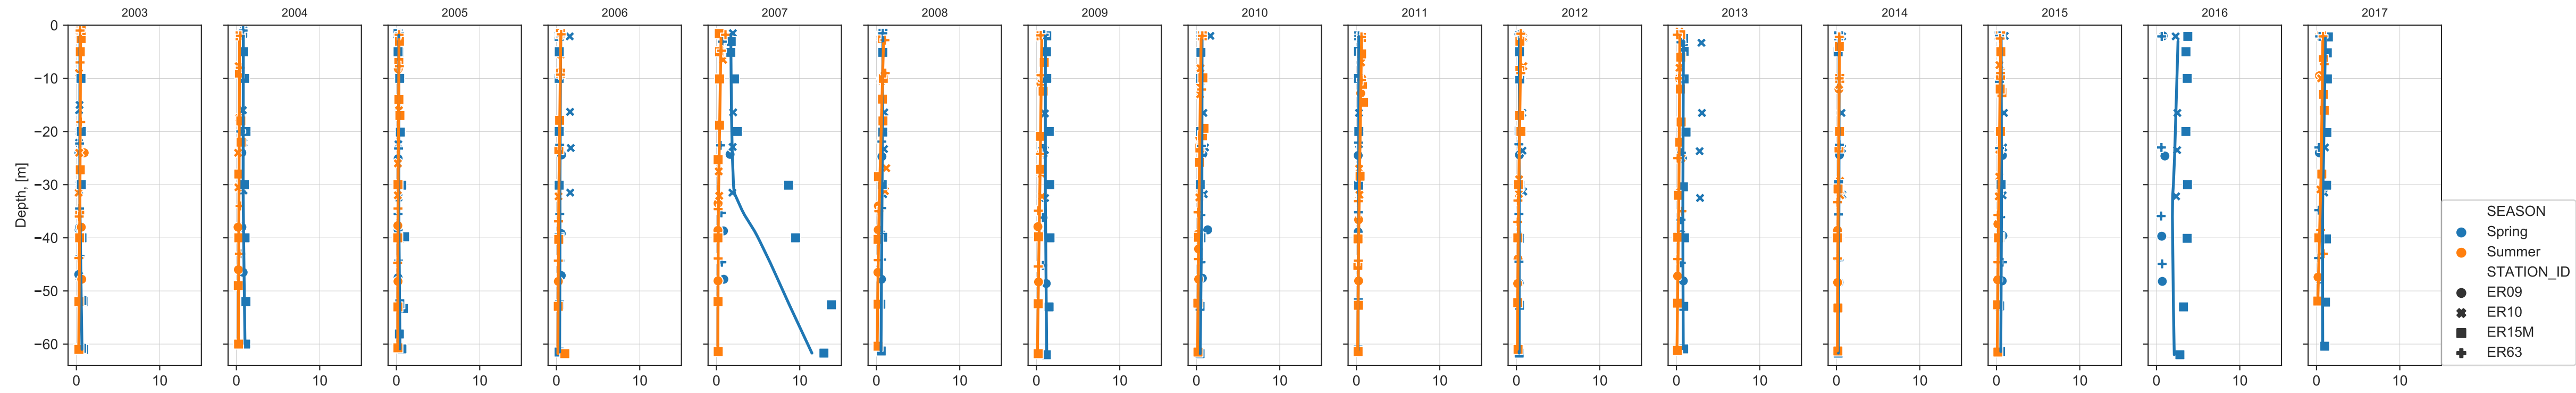 2003 2004 2005 2006 2007 2008 2009 2010 2011 2012 2013 2014 2015 2016 2017
Depth, [m]
0
−10
−20
−30
−40
−50
−60
0 10 0 10 0 10 0 10 0 10 0 10 0 10 0 10 0 10 0 10 0 10 0 10 0 10 0 10 0 10
SEASON
Spring
Summer
STATION_ID
ER09
ER10
ER15M
ER63